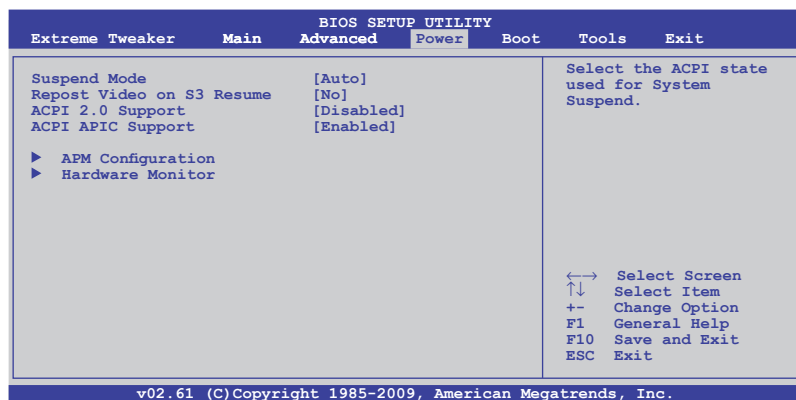 BIOS SETUP UTILITY
Extreme Tweaker Main Advanced Power Boot Tools Exit
Suspend Mode [Auto]
Repost Video on S3 Resume [No]
ACPI 2.0 Support [Disabled]
ACPI APIC Support [Enabled]
▶ APM Configuration
▶ Hardware Monitor
Select the ACPI state
used for System
Suspend.
←→ Select Screen
↑↓ Select Item
+- Change Option
F1 General Help
F10 Save and Exit
ESC Exit
v02.61 (C)Copyright 1985-2009, American Megatrends, Inc.